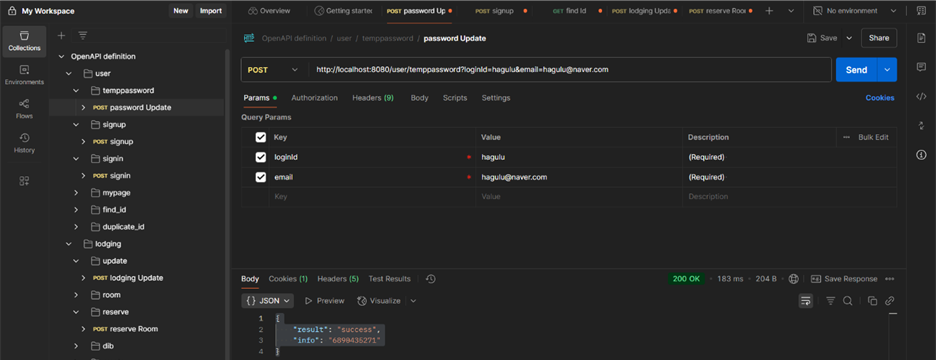 My Workspace New Import Overview Getting started POST password Up POST signup GET find Id POST lodging Upda POST reserve Room No environment
Collections
Environments
Flows
History
OpenAPI definition
user
temppassword
POST password Update
signup
POST signup
signin
POST signin
mypage
find_id
duplicate_id
lodging
update
POST lodging Update
room
reserve
POST reserve Room
dib
OpenAPI definition / user / temppassword / password Update Save Share
POST http://localhost:8080/user/temppassword?loginId=hagulu&email=hagulu@naver.com Send
Params Authorization Headers (9) Body Scripts Settings Cookies
Query Params
Key Value Description Bulk Edit
loginId hagulu (Required)
email hagulu@naver.com (Required)
Key Value Description
Body Cookies (1) Headers (5) Test Results 200 OK 183 ms 204 B Save Response
{} JSON Preview Visualize
1 {
2 "result": "success",
3 "info": "6890436271"
4 }